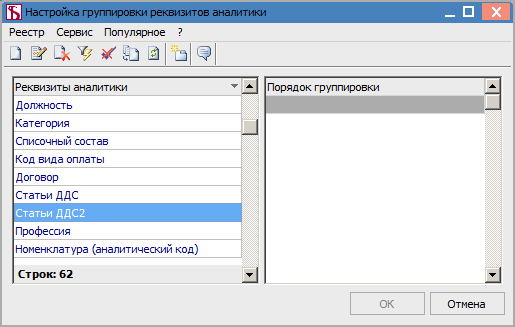 Настройка группировки реквизитов аналитики
Реестр Сервис Популярное ?
Реквизиты аналитики
Должность
Категория
Списочный состав
Код вида оплаты
Договор
Статьи ДДС
Статьи ДДС2
Профессия
Номенклатура (аналитический код)
Строк: 62
Порядок группировки
ОК Отмена